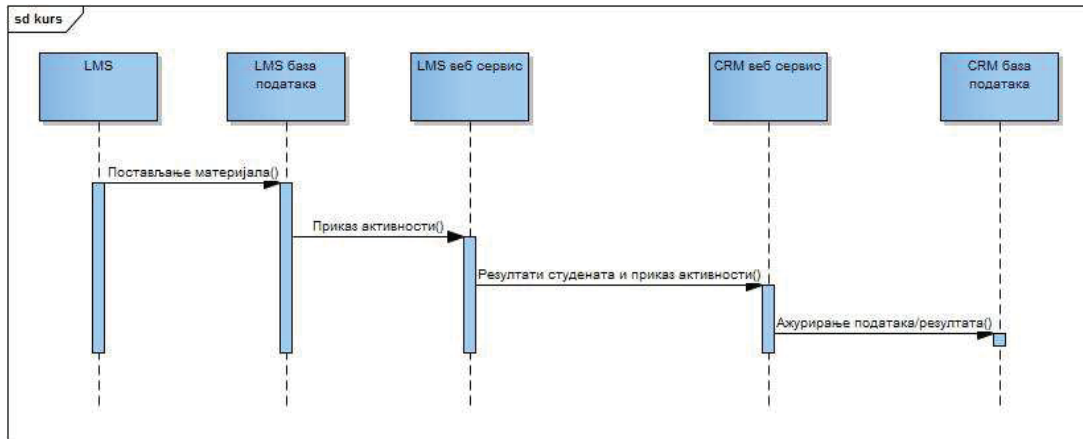 sd kurs
LMS
LMS база
података
LMS веб сервис
CRM веб сервис
CRM база
података
Постављање материјала()
Приказ активности()
Резултати студената и приказ активности()
Ажурирање података/резултата()